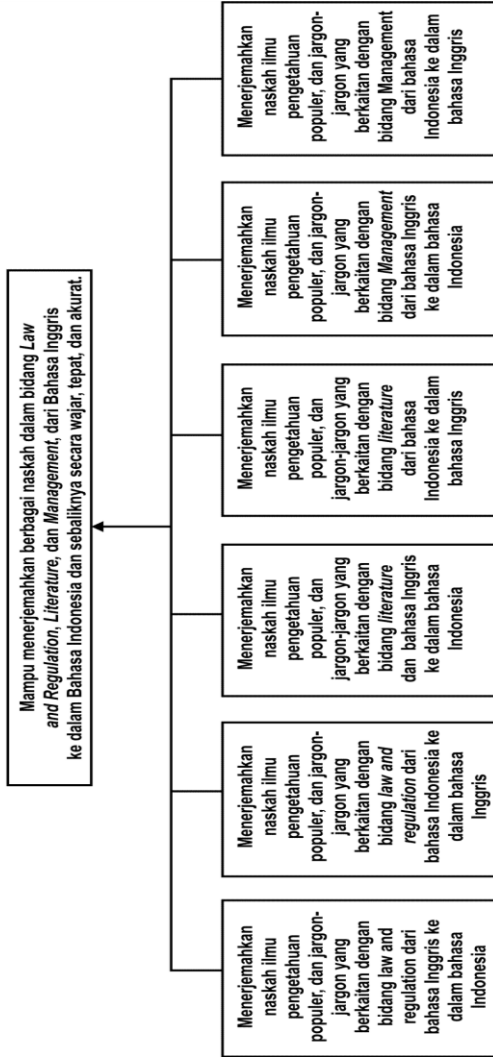 Mampu menerjemahkan berbagai naskah dalam bidang Law
and Regulation, Literature, dan Management, dari Bahasa Inggris
ke dalam Bahasa Indonesia dan sebaliknya secara wajar, tepat, dan akurat.
Menerjemahkan
naskah ilmu
pengetahuan
populer, dan jargon-
jargon yang
berkaitan dengan
bidang law and
regulation dari
bahasa Inggris ke
dalam bahasa
Indonesia
Menerjemahkan
naskah ilmu
pengetahuan
populer, dan jargon-
jargon yang
berkaitan dengan
bidang law and
regulation dari
bahasa Indonesia ke
dalam bahasa
Inggris
Menerjemahkan
naskah ilmu
pengetahuan
populer, dan
jargon-jargon yang
berkaitan dengan
bidang literature
dan bahasa Inggris
ke dalam bahasa
Indonesia
Menerjemahkan
naskah ilmu
pengetahuan
populer, dan
jargon-jargon yang
berkaitan dengan
bidang literature
dari bahasa
Indonesia ke dalam
bahasa Inggris
Menerjemahkan
naskah ilmu
pengetahuan
populer, dan jargon-
jargon yang
berkaitan dengan
bidang Management
dari bahasa Inggris
ke dalam bahasa
Indonesia
Menerjemahkan
naskah ilmu
pengetahuan
populer, dan jargon-
jargon yang
berkaitan dengan
bidang Management
dari bahasa
Indonesia ke dalam
bahasa Inggris